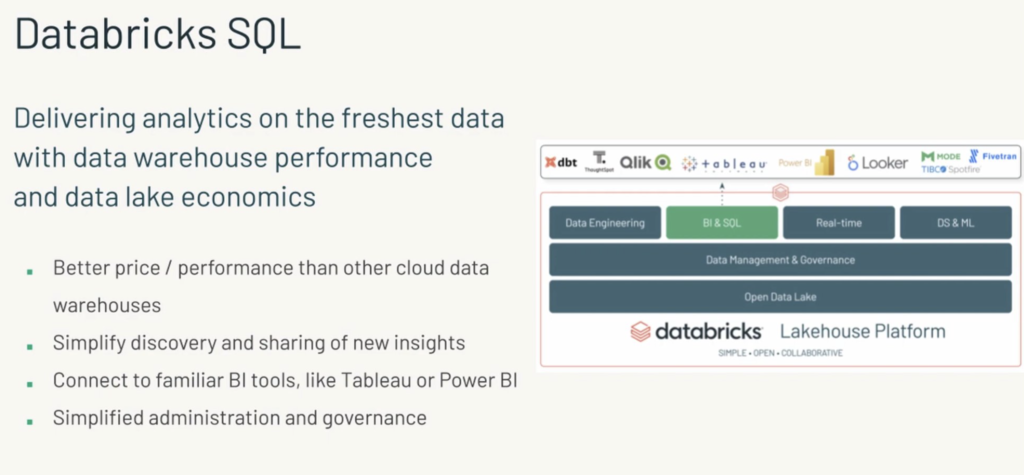 Databricks SQL
Delivering analytics on the freshest data
with data warehouse performance
and data lake economics
Better price / performance than other cloud data
warehouses
Simplify discovery and sharing of new insights
Connect to familiar BI tools, like Tableau or Power BI
Simplified administration and governance
dbt T. ThoughtSpot Qlik tableau Power BI Looker MODE Fivetran
TIBCO Spotfire
Data Engineering BI & SQL Real-time DS & ML
Data Management & Governance
Open Data Lake
databricks Lakehouse Platform
SIMPLE • OPEN • COLLABORATIVE